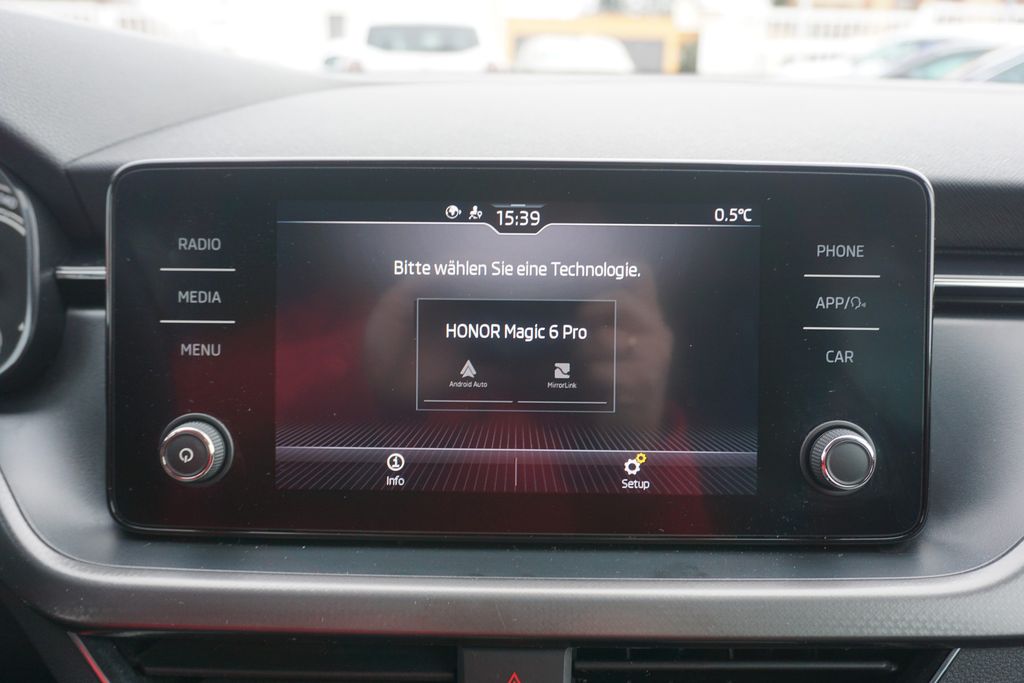 15:39
0.5°C
RADIO
MEDIA
MENU
Bitte wählen Sie eine Technologie.
HONOR Magic 6 Pro
Android Auto
MirrorLink
Info
Setup
PHONE
APP/
CAR